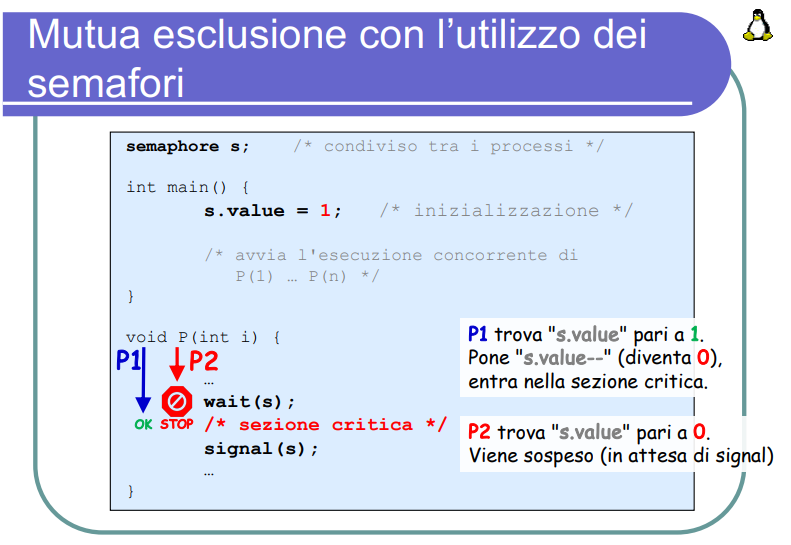 Mutua esclusione con l’utilizzo dei
semafori
semaphore s; /* condiviso tra i processi */
int main() {
s.value = 1; /* inizializzazione */
/* avvia l'esecuzione concorrente di
P(1) … P(n) */
}
void P(int i) {
P1 P2
…
wait(s);
OK STOP /* sezione critica */
signal(s);
…
}
P1 trova "s.value" pari a 1.
Pone "s.value--" (diventa 0),
entra nella sezione critica.
P2 trova "s.value" pari a 0.
Viene sospeso (in attesa di signal)